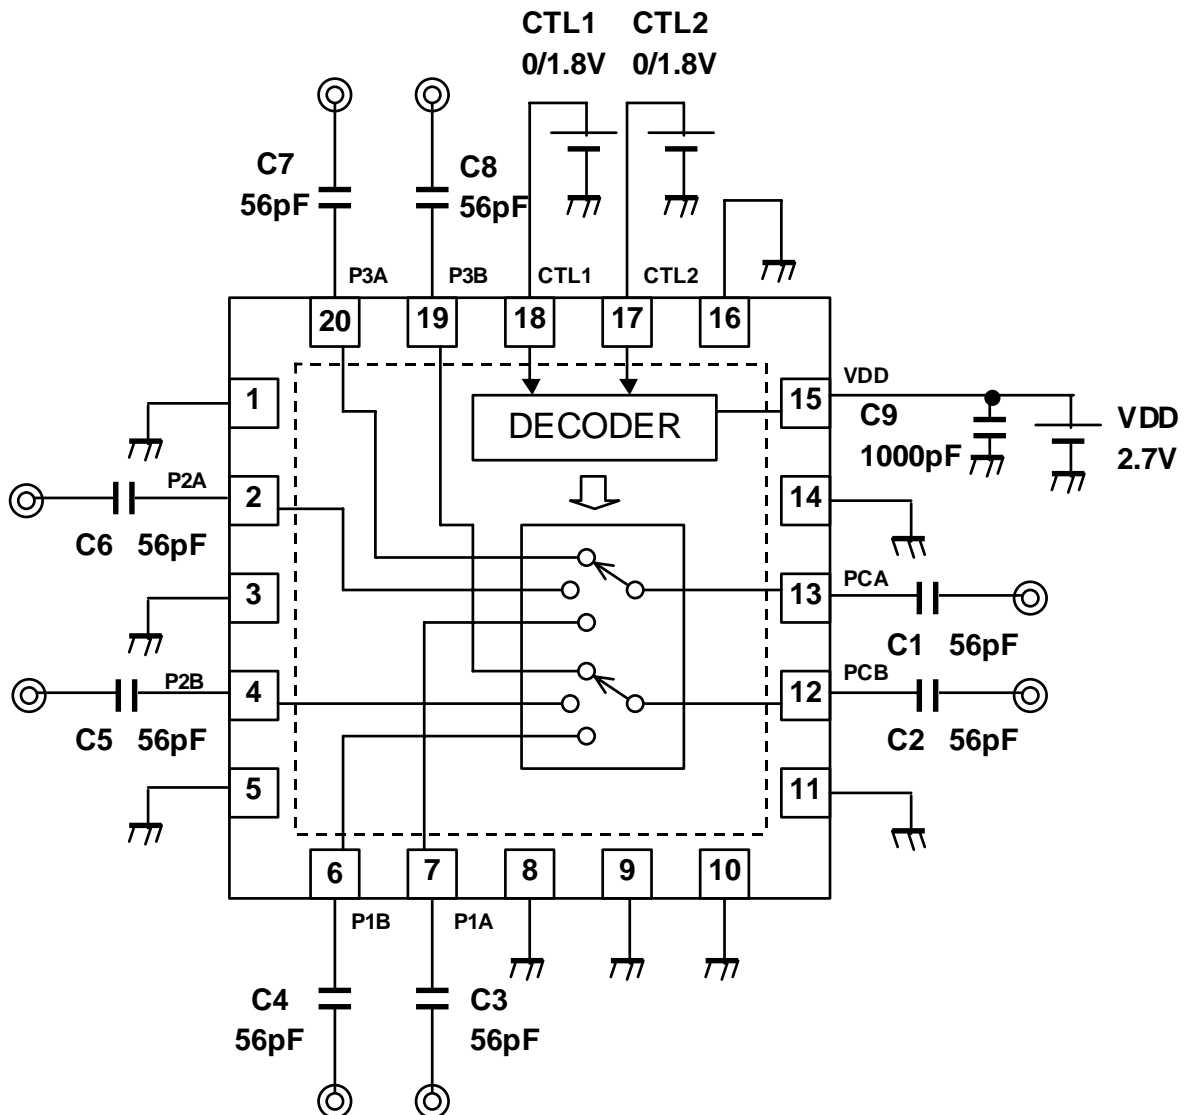 CTL1 CTL2
0/1.8V 0/1.8V
C7
56pF
C8
56pF
P3A P3B CTL1 CTL2
20 19 18 17 16
1
15 VDD
DECODER
C9
1000pF
VDD
2.7V
P2A
2
14
C6 56pF
3
13 PCA
C1 56pF
P2B
4
12 PCB
C5 56pF
C2 56pF
5
11
6 7 8 9 10
P1B P1A
C4
56pF
C3
56pF